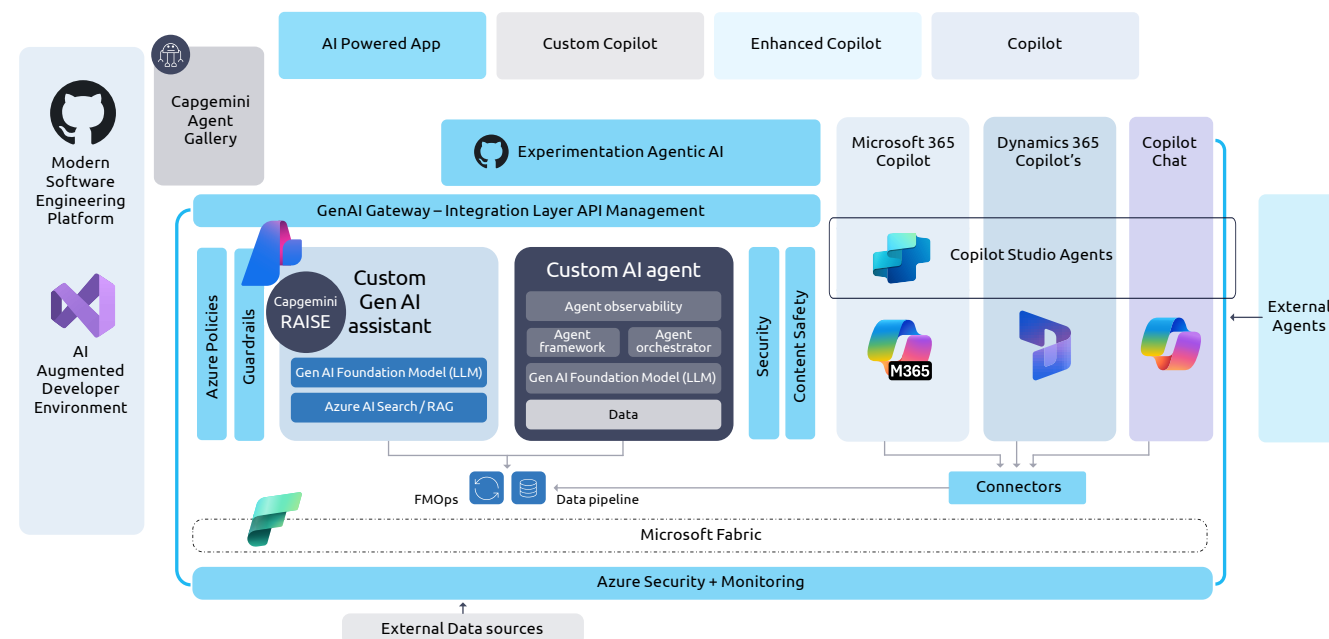 AI Powered App
Custom Copilot
Enhanced Copilot
Copilot
Modern
Software
Engineering
Platform
AI
Augmented
Developer
Environment
Capgemini
Agent
Gallery
Experimentation Agentic AI
Microsoft 365
Copilot
Dynamics 365
Copilot’s
Copilot
Chat
GenAI Gateway – Integration Layer API Management
Azure Policies
Guardrails
Capgemini
RAISE
Custom
Gen AI
assistant
Gen AI Foundation Model (LLM)
Azure AI Search / RAG
Custom AI agent
Agent observability
Agent
framework
Agent
orchestrator
Gen AI Foundation Model (LLM)
Data
Security
Content Safety
Copilot Studio Agents
M365
External
Agents
FMOps
Data pipeline
Connectors
Microsoft Fabric
Azure Security + Monitoring
External Data sources